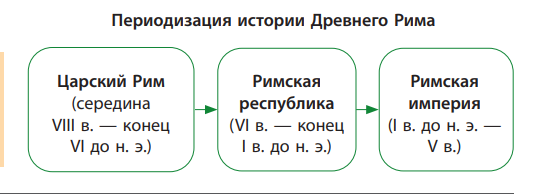 Периодизация истории Древнего Рима
Царский Рим
(середина
VIII в. — конец
VI до н. э.)
Римская
республика
(VI в. — конец
I в. до н. э.)
Римская
империя
(I в. до н. э. —
V в.)